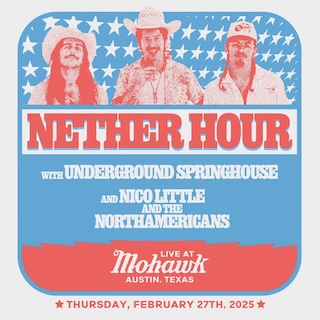 NETHER HOUR
WITH UNDERGROUND SPRINGHOUSE
AND NICO LITTLE
AND THE
NORTHAMERICANS
LIVE AT
Mohawk
AUSTIN, TEXAS
THURSDAY, FEBRUARY 27TH, 2025